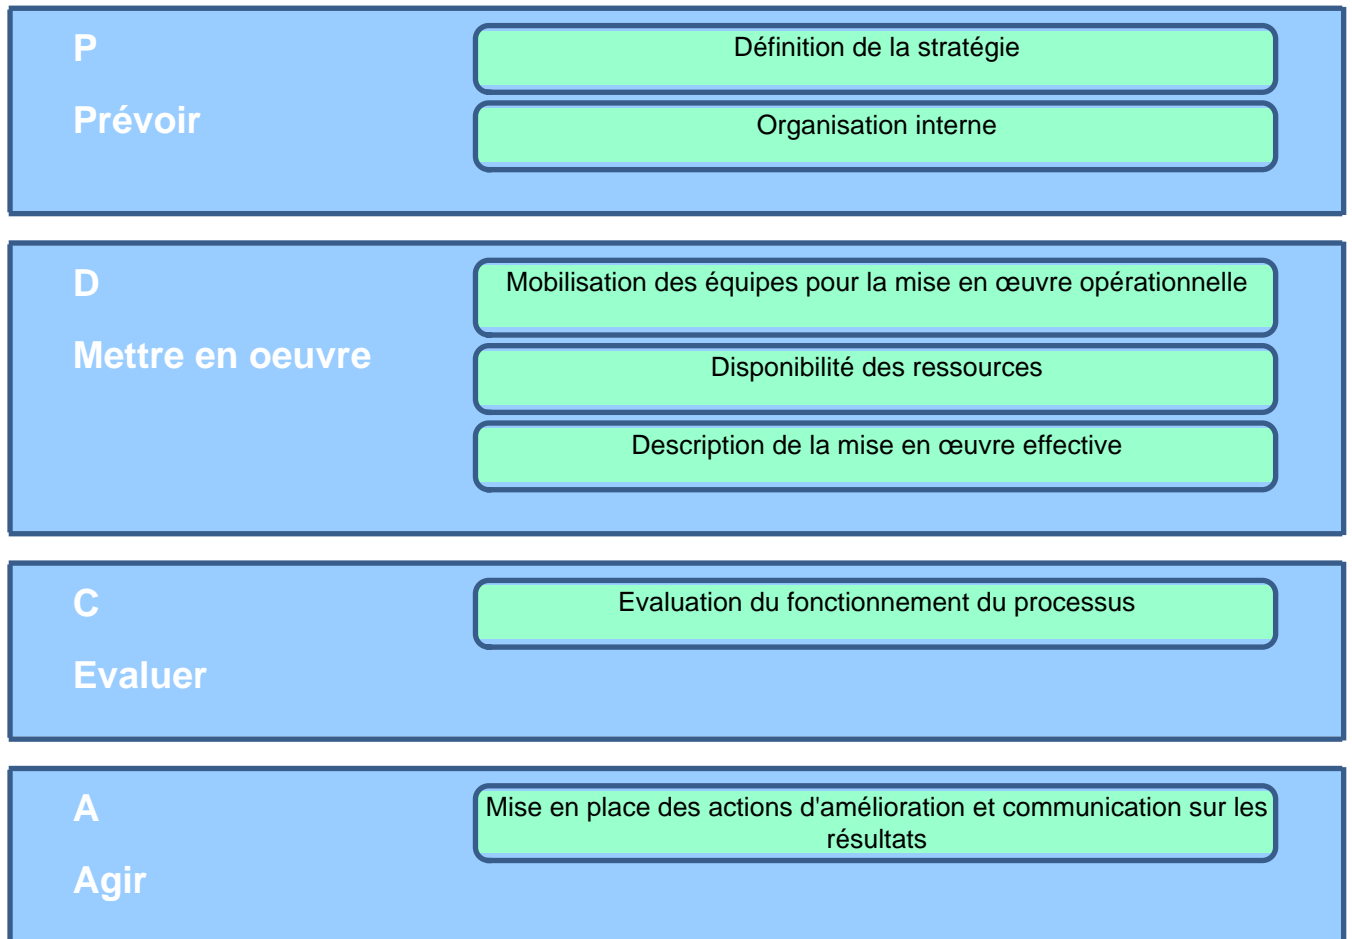 P
Définition de la stratégie
Prévoir
Organisation interne
D
Mobilisation des équipes pour la mise en œuvre opérationnelle
Mettre en oeuvre
Disponibilité des ressources
Description de la mise en œuvre effective
C
Evaluation du fonctionnement du processus
Evaluer
A
Mise en place des actions d'amélioration et communication sur les
résultats
Agir